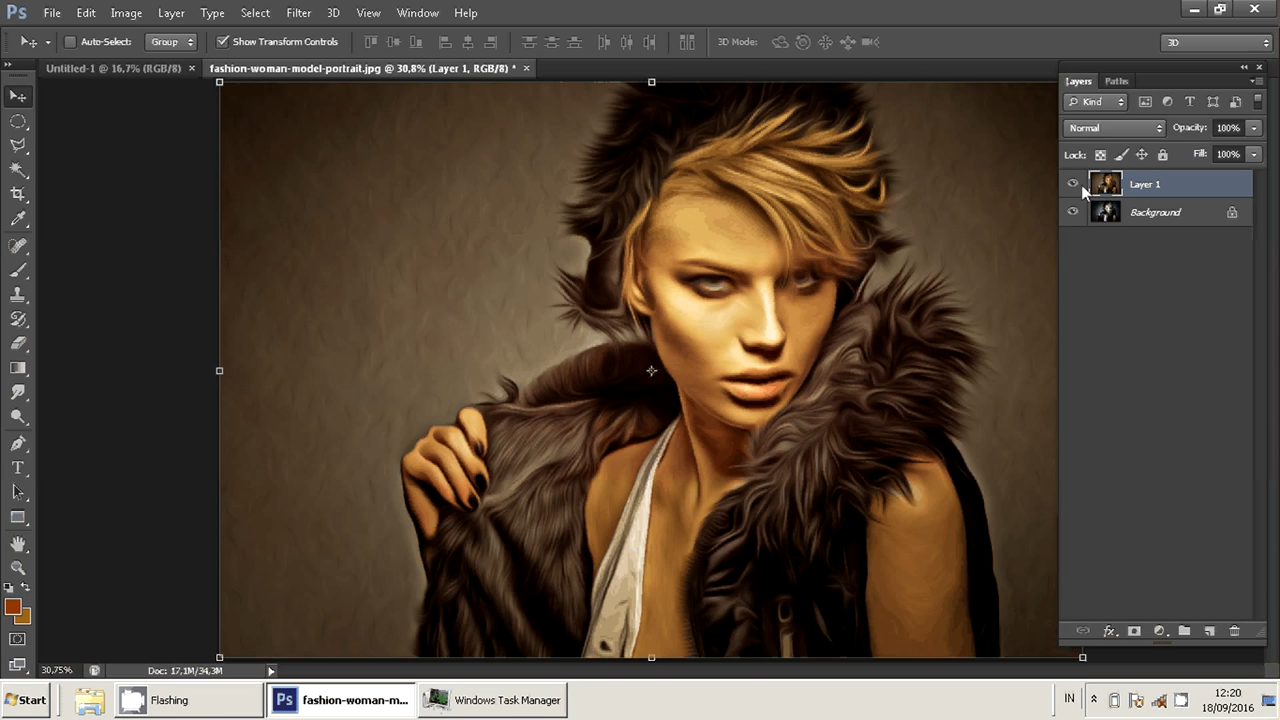 Ps File Edit Image Layer Type Select Filter 3D View Window Help
Auto-Select: Group Show Transform Controls 3D Mode: 3D
Untitled-1 @ 16,7% (RGB/8) × fashion-woman-model-portrait.jpg @ 30,8% (Layer 1, RGB/8) * ×
Layers Paths
Kind
Normal Opacity: 100%
Lock: Fill: 100%
Layer 1
Background
30,75% Doc: 17,1M/34,3M
Start Flashing Ps fashion-woman-m... Windows Task Manager IN 12:20
18/09/2016